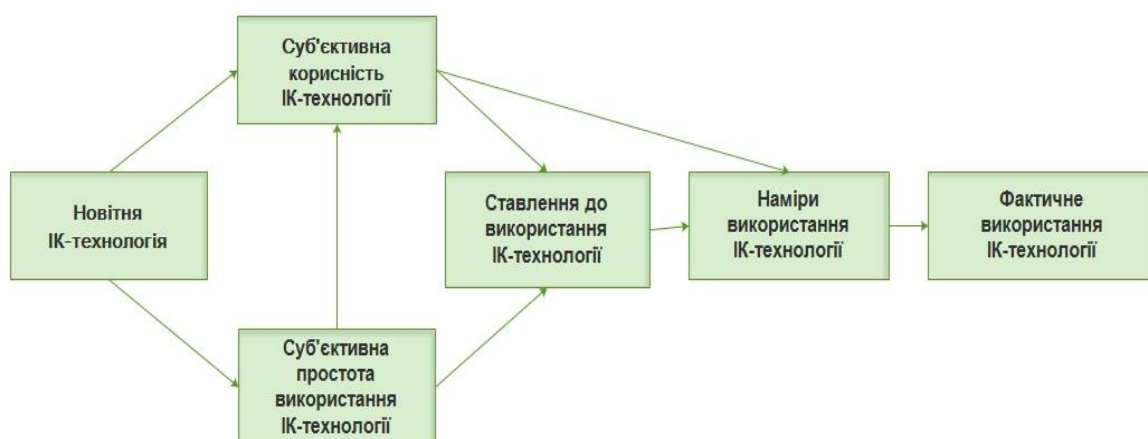 Суб'єктивна
корисність
ІК-технології
Новітня
ІК-технологія
Ставлення до
використання
ІК-технології
Наміри
використання
ІК-технології
Фактичне
використання
ІК-технології
Суб'єктивна
простота
використання
ІК-технології